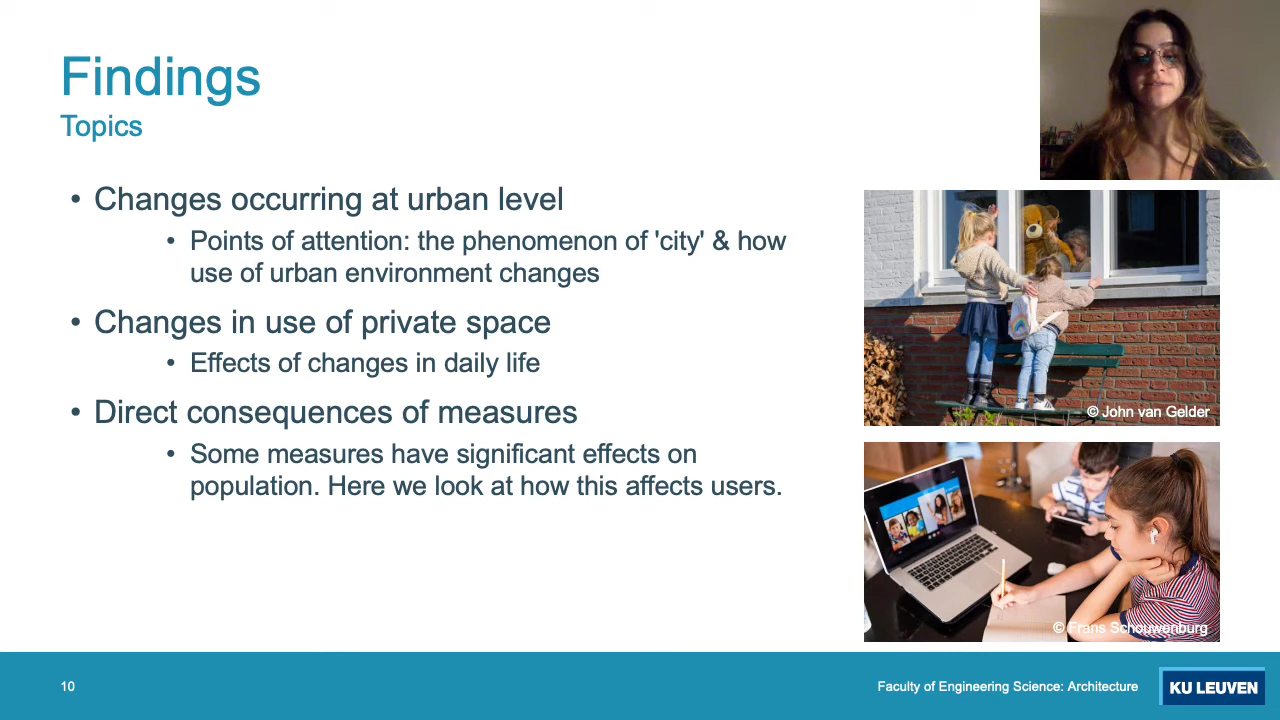 Findings
Topics
• Changes occurring at urban level
• Points of attention: the phenomenon of 'city' & how
use of urban environment changes
• Changes in use of private space
• Effects of changes in daily life
• Direct consequences of measures
• Some measures have significant effects on
population. Here we look at how this affects users.
© John van Gelder
© Frans Schouwenburg
10
Faculty of Engineering Science: Architecture
KU LEUVEN